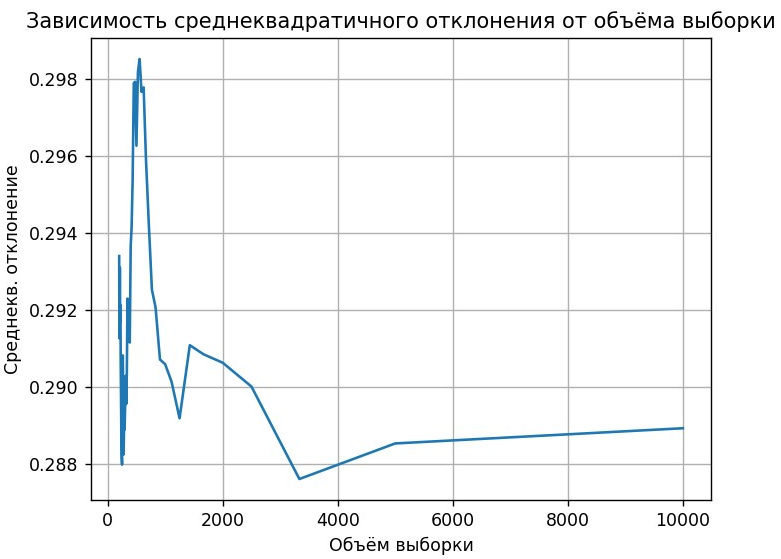 Зависимость среднеквадратичного отклонения от объёма выборки
Среднекв. отклонение
0.298
0.296
0.294
0.292
0.290
0.288
0 2000 4000 6000 8000 10000
Объём выборки